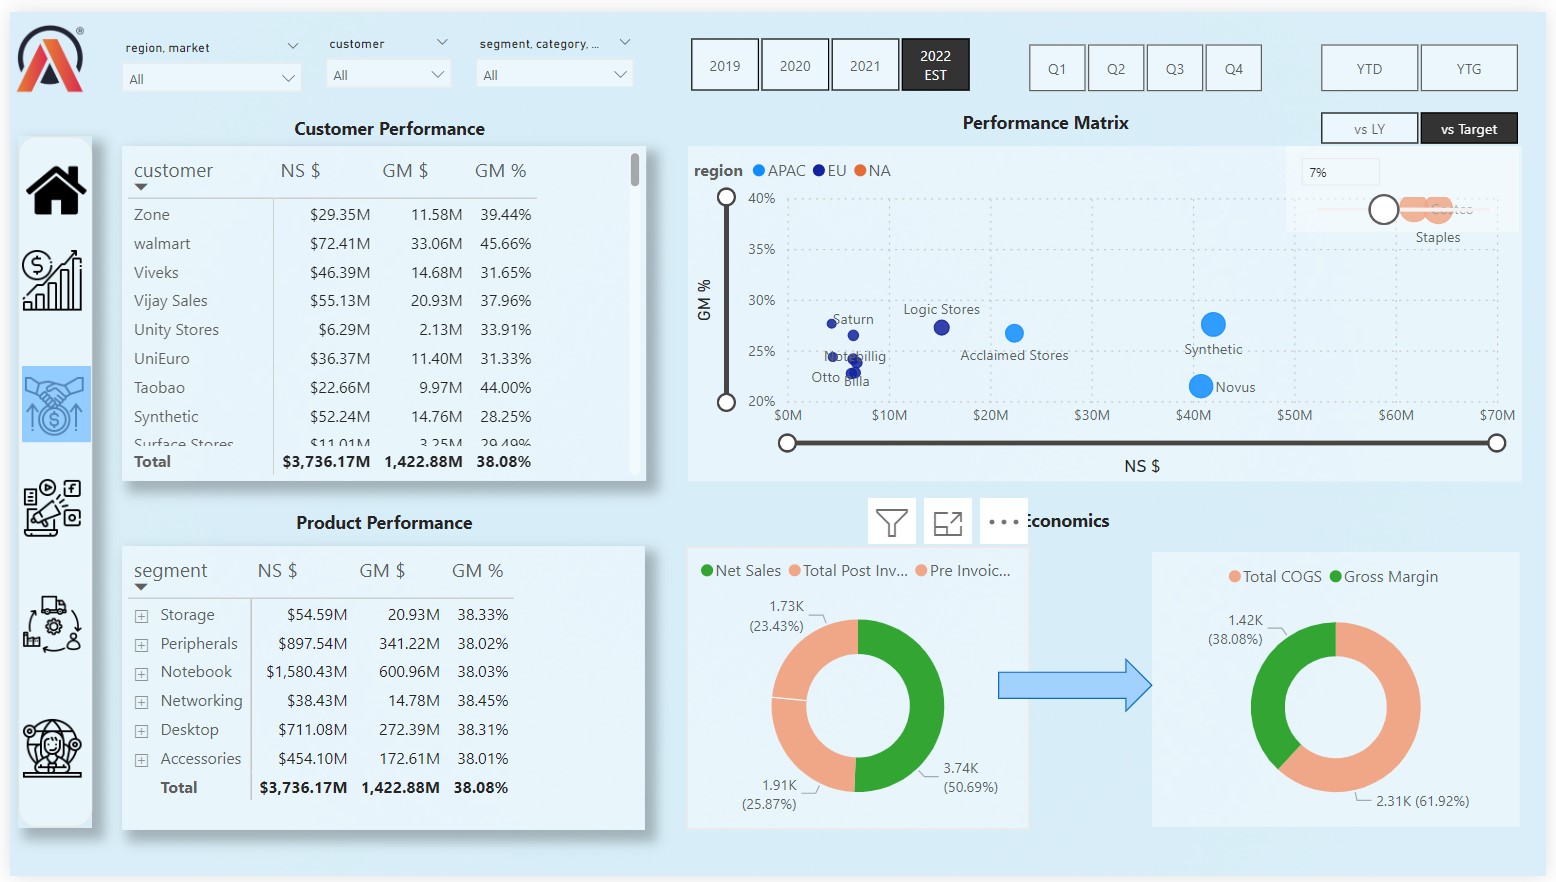 region, market
All
customer
All
segment, category, ...
All
2019
2020
2021
2022
EST
Q1
Q2
Q3
Q4
YTD
YTG
vs LY
vs Target
Customer Performance
customer NS $ GM $ GM %
Zone $29.35M 11.58M 39.44%
walmart $72.41M 33.06M 45.66%
Viveks $46.39M 14.68M 31.65%
Vijay Sales $55.13M 20.93M 37.96%
Unity Stores $6.29M 2.13M 33.91%
UniEuro $36.37M 11.40M 31.33%
Taobao $22.66M 9.97M 44.00%
Synthetic $52.24M 14.76M 28.25%
Surface Stores $11.01M 3.25M 29.49%
Total $3,736.17M 1,422.88M 38.08%
Performance Matrix
region APAC EU NA
7%
40%
35%
30%
25%
20%
GM %
Costco
Staples
Saturn
Logic Stores
Acclaimed Stores
Synthetic
Notebillig
Otto
Billa
Novus
$0M $10M $20M $30M $40M $50M $60M $70M
NS $
Product Performance
segment NS $ GM $ GM %
Storage $54.59M 20.93M 38.33%
Peripherals $897.54M 341.22M 38.02%
Notebook $1,580.43M 600.96M 38.03%
Networking $38.43M 14.78M 38.45%
Desktop $711.08M 272.39M 38.31%
Accessories $454.10M 172.61M 38.01%
Total $3,736.17M 1,422.88M 38.08%
Economics
Net Sales Total Post Inv... Pre Invoic...
1.73K
(23.43%)
1.91K
(25.87%)
3.74K
(50.69%)
Total COGS Gross Margin
1.42K
(38.08%)
2.31K (61.92%)